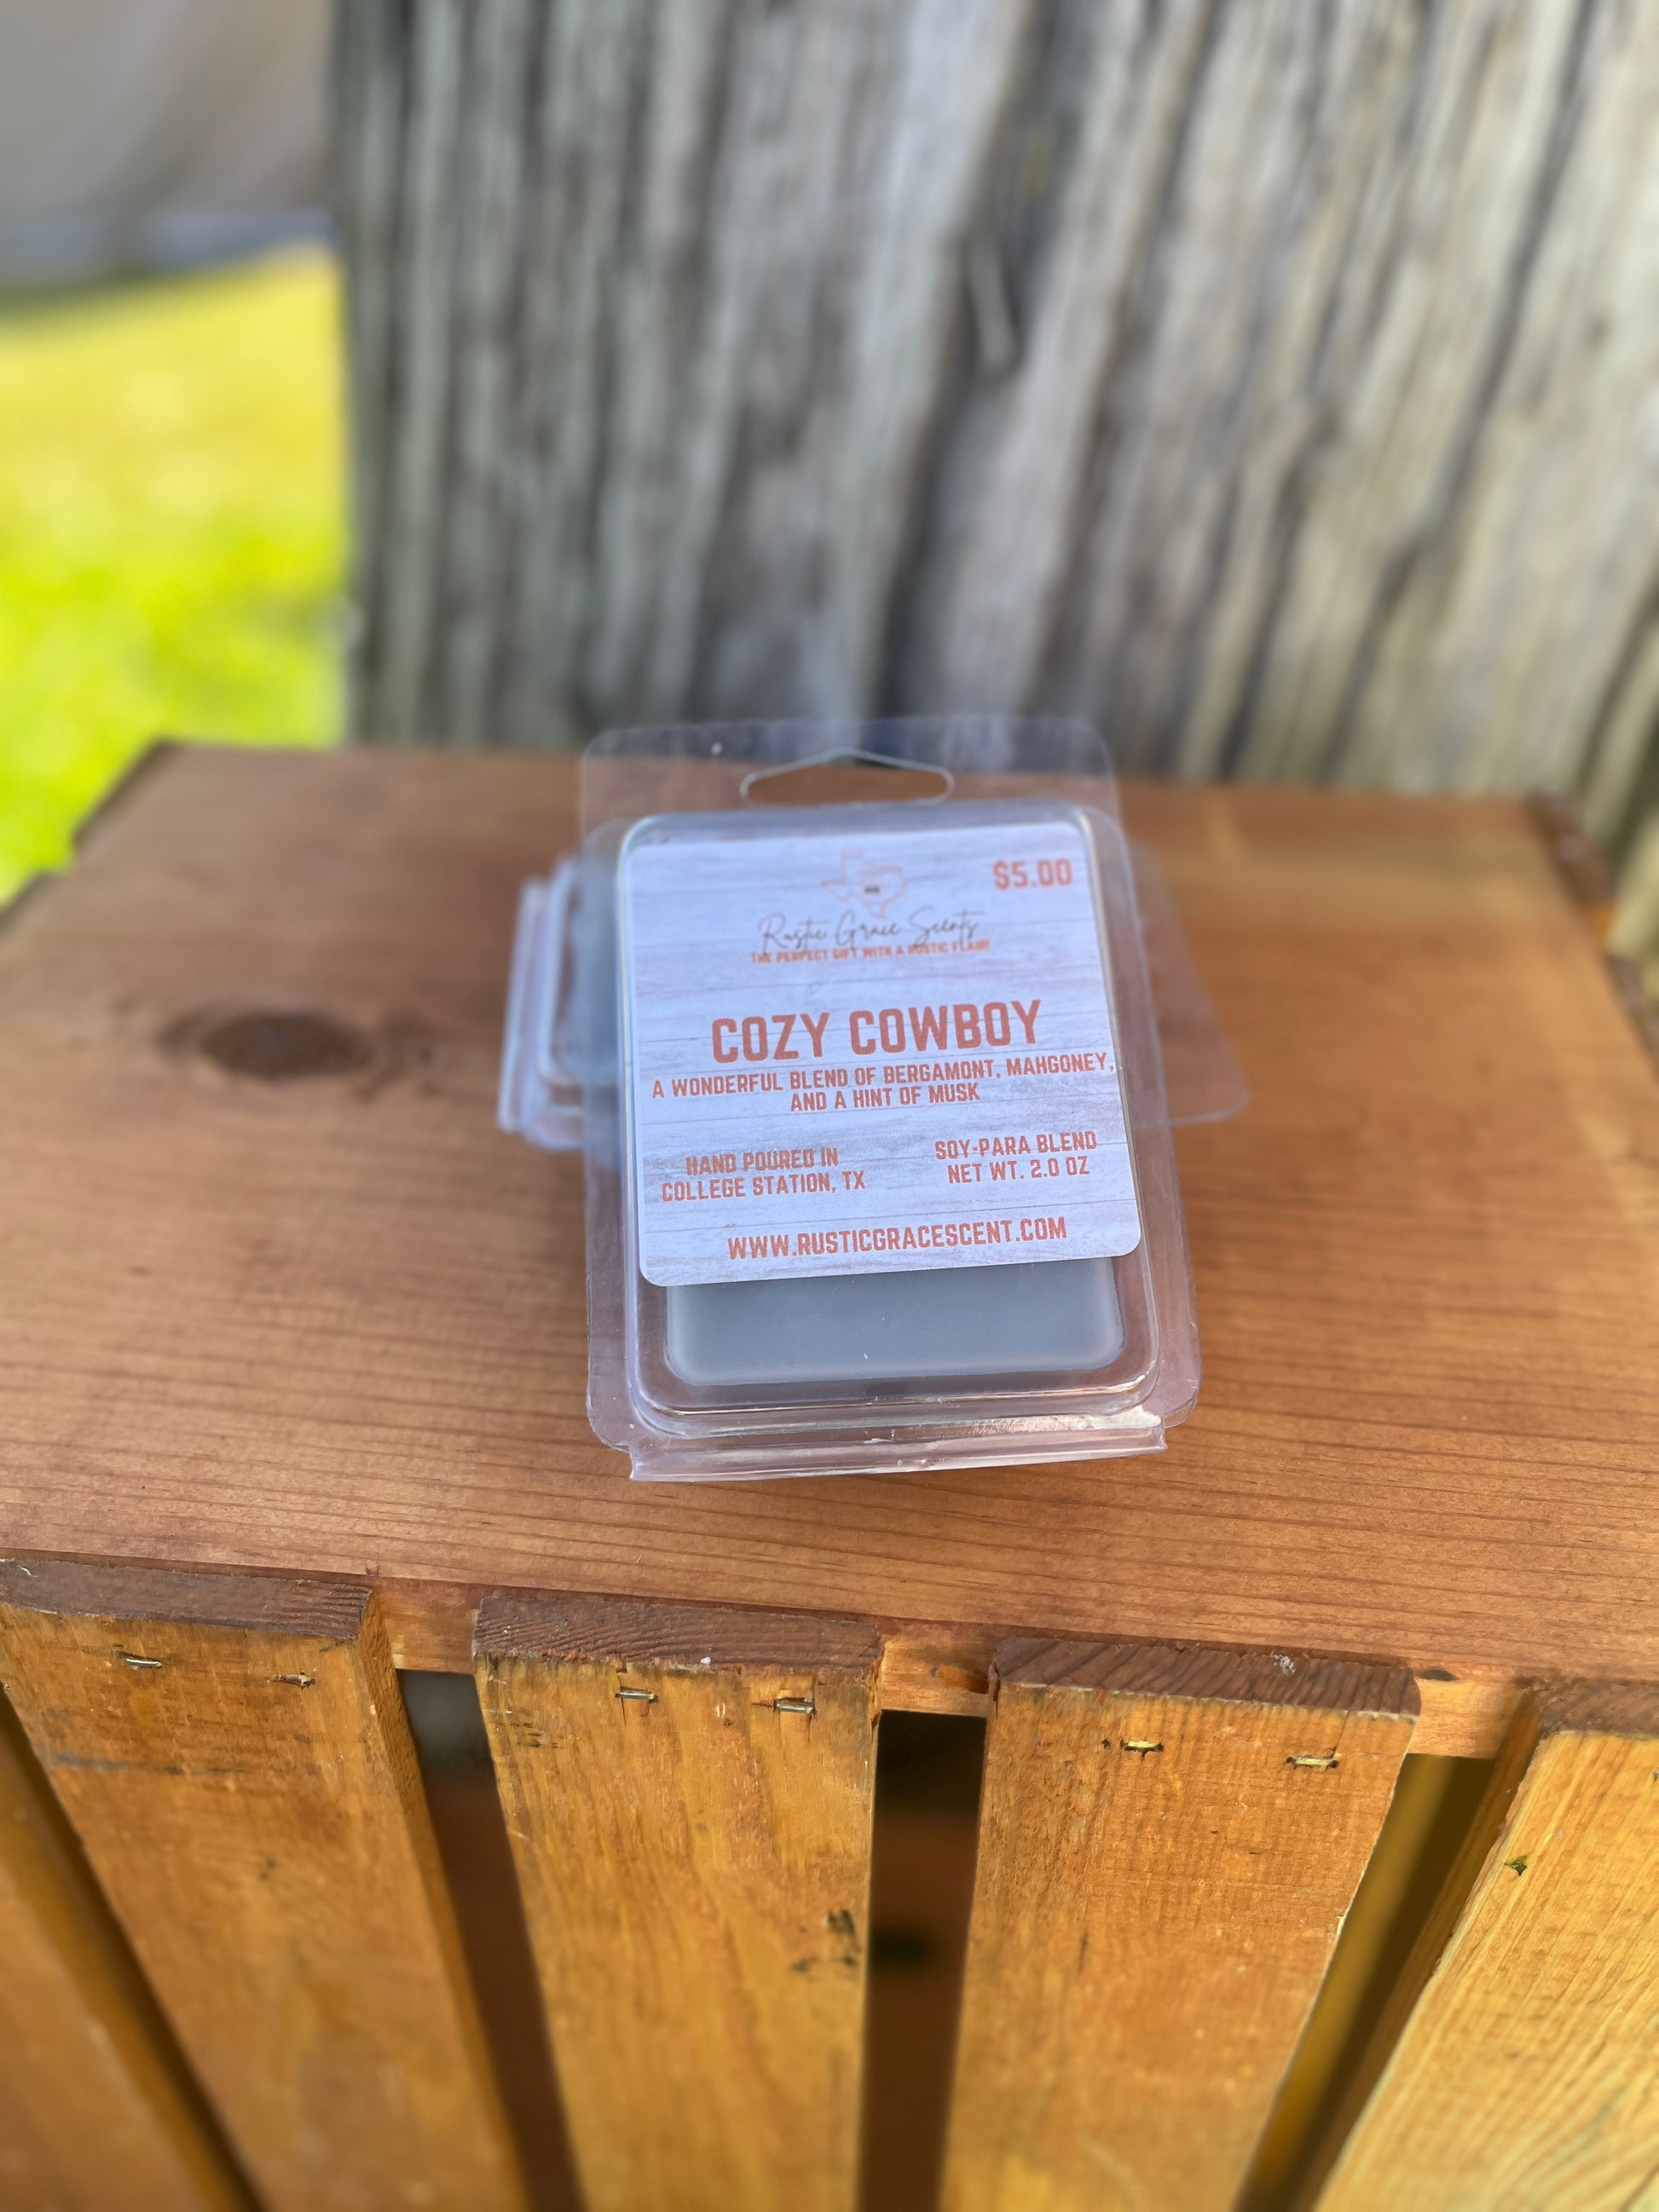 $5.00
Rustic Grace Scents
THE PERFECT GIFT WITH A RUSTIC FLAIR!
COZY COWBOY
A WONDERFUL BLEND OF BERGAMONT, MAHGONEY,
AND A HINT OF MUSK
HAND POURED IN
COLLEGE STATION, TX
SOY-PARA BLEND
NET WT. 2.0 OZ
WWW.RUSTICGRACESCENT.COM